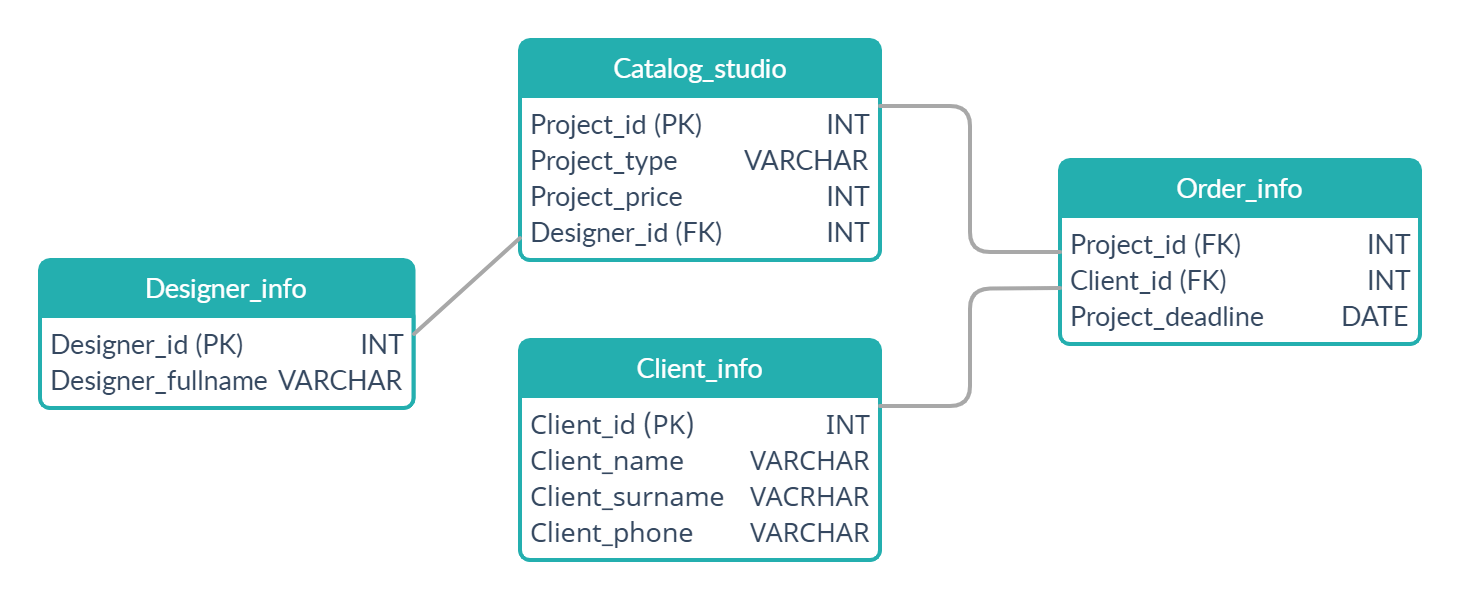 Catalog_studio
Project_id (PK) INT
Project_type VARCHAR
Project_price INT
Designer_id (FK) INT
Designer_info
Designer_id (PK) INT
Designer_fullname VARCHAR
Client_info
Client_id (PK) INT
Client_name VARCHAR
Client_surname VACRHAR
Client_phone VARCHAR
Order_info
Project_id (FK) INT
Client_id (FK) INT
Project_deadline DATE